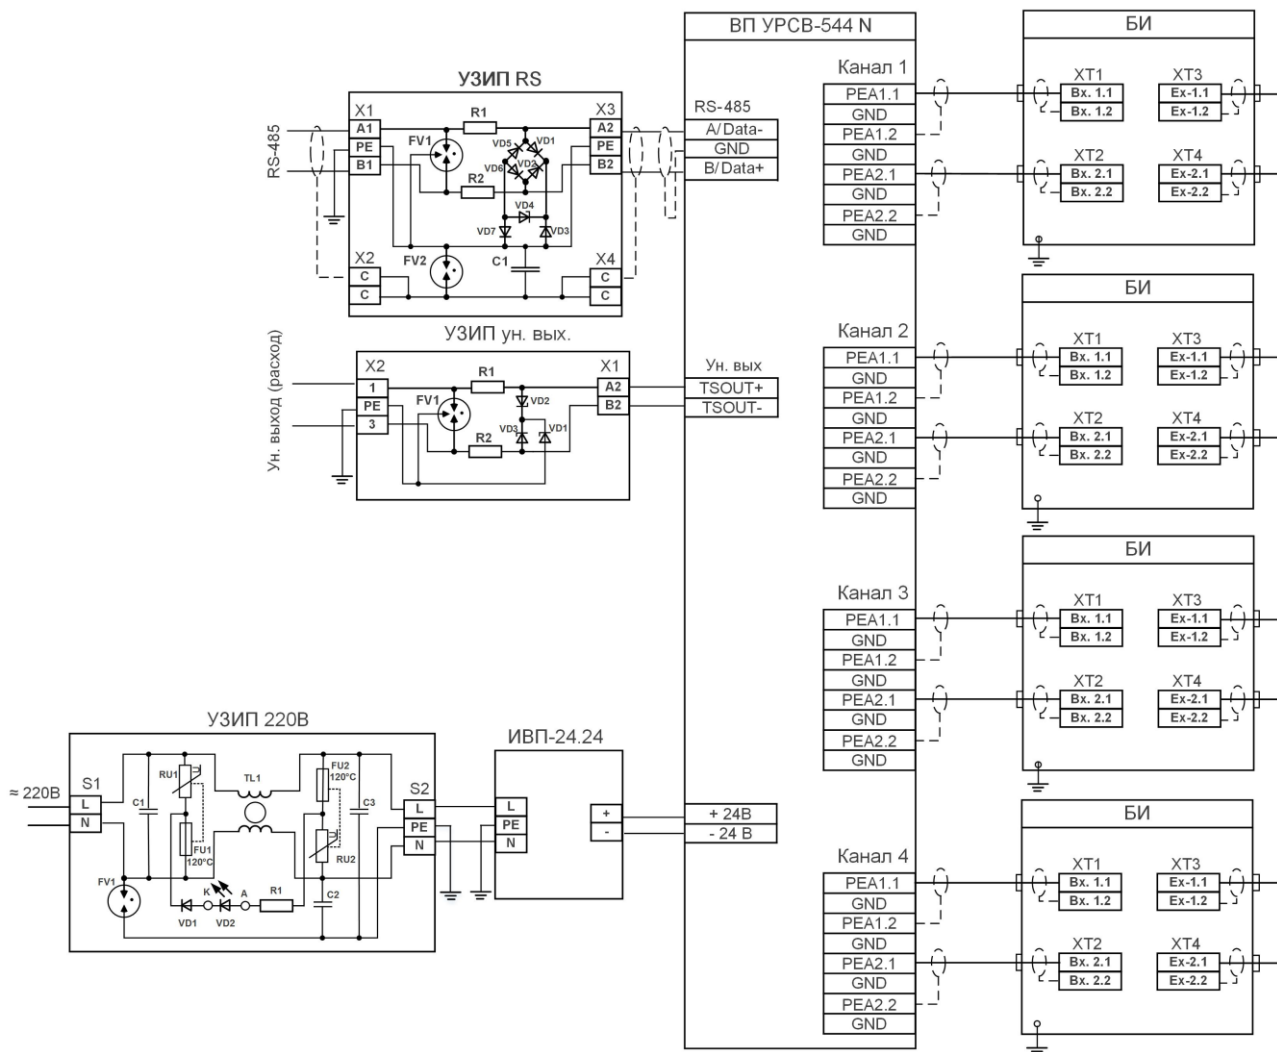 ВП УРСВ-544 N
RS-485
A/Data-
GND
B/Data+
Ун. вых
TSOUT+
TSOUT-
+ 24В
- 24 В
Канал 1
PEA1.1
GND
PEA1.2
GND
PEA2.1
GND
PEA2.2
GND
Канал 2
PEA1.1
GND
PEA1.2
GND
PEA2.1
GND
PEA2.2
GND
Канал 3
PEA1.1
GND
PEA1.2
GND
PEA2.1
GND
PEA2.2
GND
Канал 4
PEA1.1
GND
PEA1.2
GND
PEA2.1
GND
PEA2.2
GND
УЗИП RS
RS-485
X1
A1
PE
B1
X2
C
C
FV1
R1
R2
VD5
VD1
VD6
VD2
VD4
VD7
VD3
FV2
C1
X3
A2
PE
B2
X4
C
C
УЗИП ун. вых.
Ун. выход (расход)
X2
1
PE
3
R1
FV1
R2
VD2
VD3
VD1
X1
A2
B2
УЗИП 220В
≈ 220В
S1
L
N
C1
RU1
U
FU1
120°C
TL1
FU2
120°C
U
RU2
C3
FV1
K
A
VD1
VD2
R1
C2
S2
L
PE
N
ИВП-24.24
L
PE
N
+
-
БИ
XT1
Вх. 1.1
Вх. 1.2
XT3
Ex-1.1
Ex-1.2
XT2
Вх. 2.1
Вх. 2.2
XT4
Ex-2.1
Ex-2.2
БИ
XT1
Вх. 1.1
Вх. 1.2
XT3
Ex-1.1
Ex-1.2
XT2
Вх. 2.1
Вх. 2.2
XT4
Ex-2.1
Ex-2.2
БИ
XT1
Вх. 1.1
Вх. 1.2
XT3
Ex-1.1
Ex-1.2
XT2
Вх. 2.1
Вх. 2.2
XT4
Ex-2.1
Ex-2.2
БИ
XT1
Вх. 1.1
Вх. 1.2
XT3
Ex-1.1
Ex-1.2
XT2
Вх. 2.1
Вх. 2.2
XT4
Ex-2.1
Ex-2.2